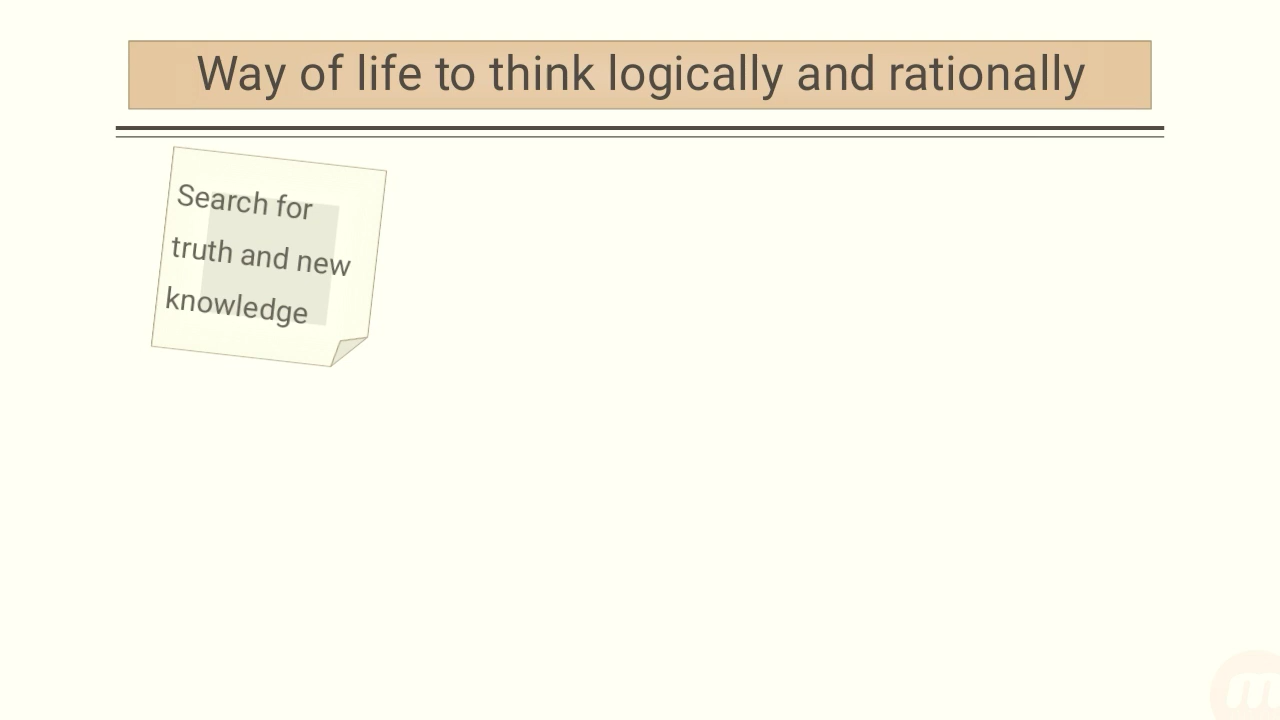 Way of life to think logically and rationally
Search for
truth and new
knowledge